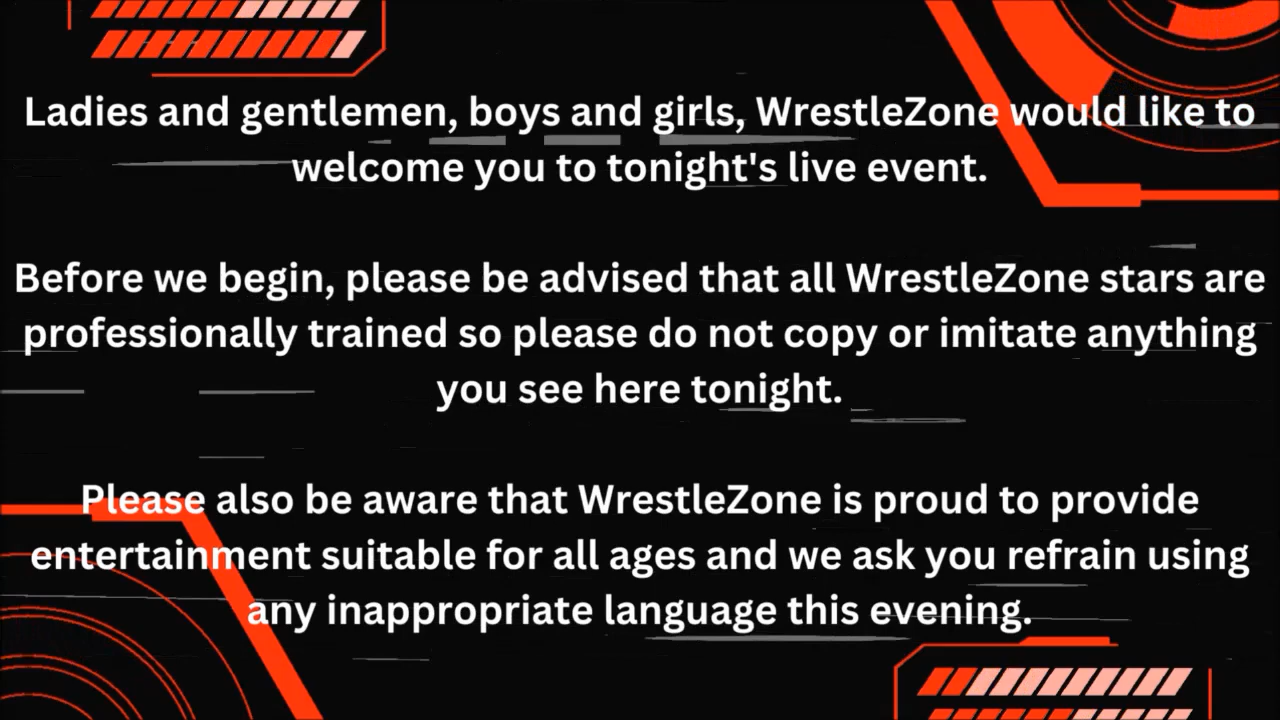 Ladies and gentlemen, boys and girls, WrestleZone would like to
welcome you to tonight's live event.
Before we begin, please be advised that all WrestleZone stars are
professionally trained so please do not copy or imitate anything
you see here tonight.
Please also be aware that WrestleZone is proud to provide
entertainment suitable for all ages and we ask you refrain using
any inappropriate language this evening.